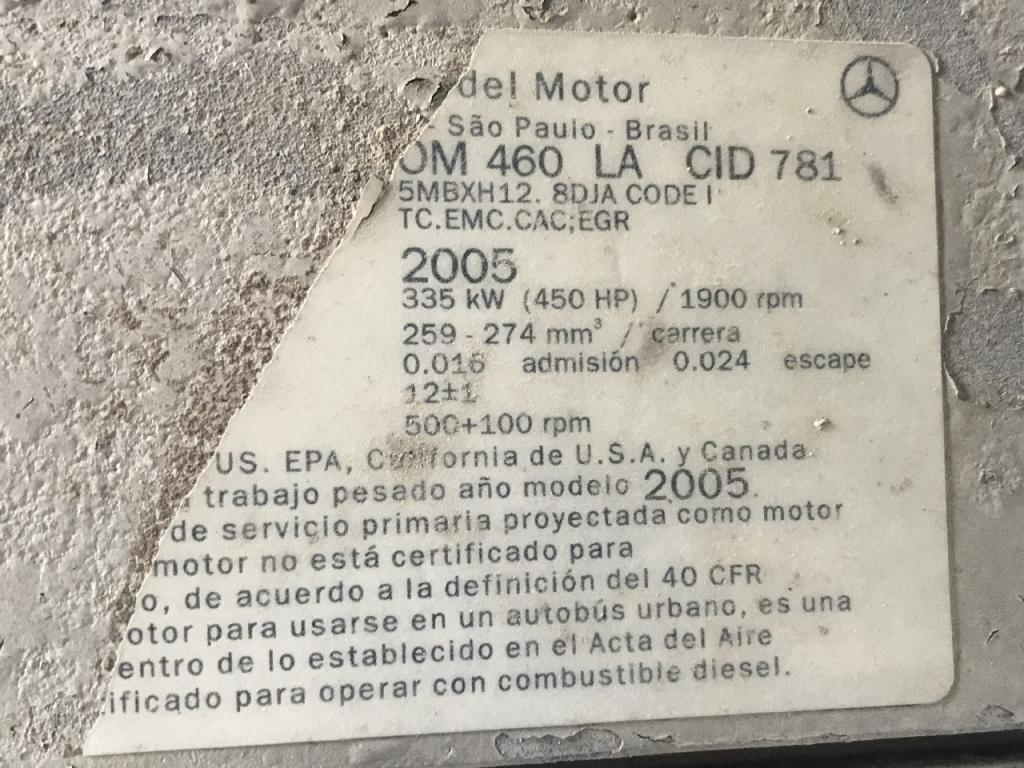 del Motor
- São Paulo - Brasil
OM 460 LA CID 781
5MBXH12. 8DJA CODE I
TC.EMC.CAC;EGR
2005
335 kW (450 HP) / 1900 rpm
259 - 274 mm³ / carrera
0.016 admisión 0.024 escape
12±1
500+100 rpm
US. EPA, California de U.S.A. y Canada
trabajo pesado año modelo 2005.
de servicio primaria proyectada como motor
motor no está certificado para
o, de acuerdo a la definición del 40 CFR
otor para usarse en un autobús urbano, es una
entro de lo establecido en el Acta del Aire
ificado para operar con combustible diesel.